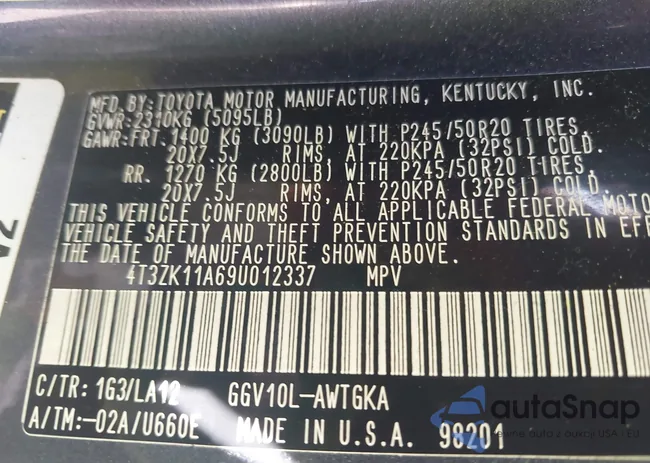 MFD. BY: TOYOTA MOTOR MANUFACTURING, KENTUCKY, INC.
GVWR: 2310KG (5095LB)
GAWR: FRT. 1400 KG (3090LB) WITH P245/50R20 TIRES,
20X7.5J RIMS, AT 220KPA (32PSI) COLD.
RR. 1270 KG (2800LB) WITH P245/50R20 TIRES,
20X7.5J RIMS, AT 220KPA (32PSI) COLD.
THIS VEHICLE CONFORMS TO ALL APPLICABLE FEDERAL MOTO
VEHICLE SAFETY AND THEFT PREVENTION STANDARDS IN EFF
THE DATE OF MANUFACTURE SHOWN ABOVE.
4T3ZK11A69U012337 MPV
C/TR: 1G3/LA12 GGV10L-AWTGKA
A/TM:-02A/U660E MADE IN U.S.A. 98201
autoSnap